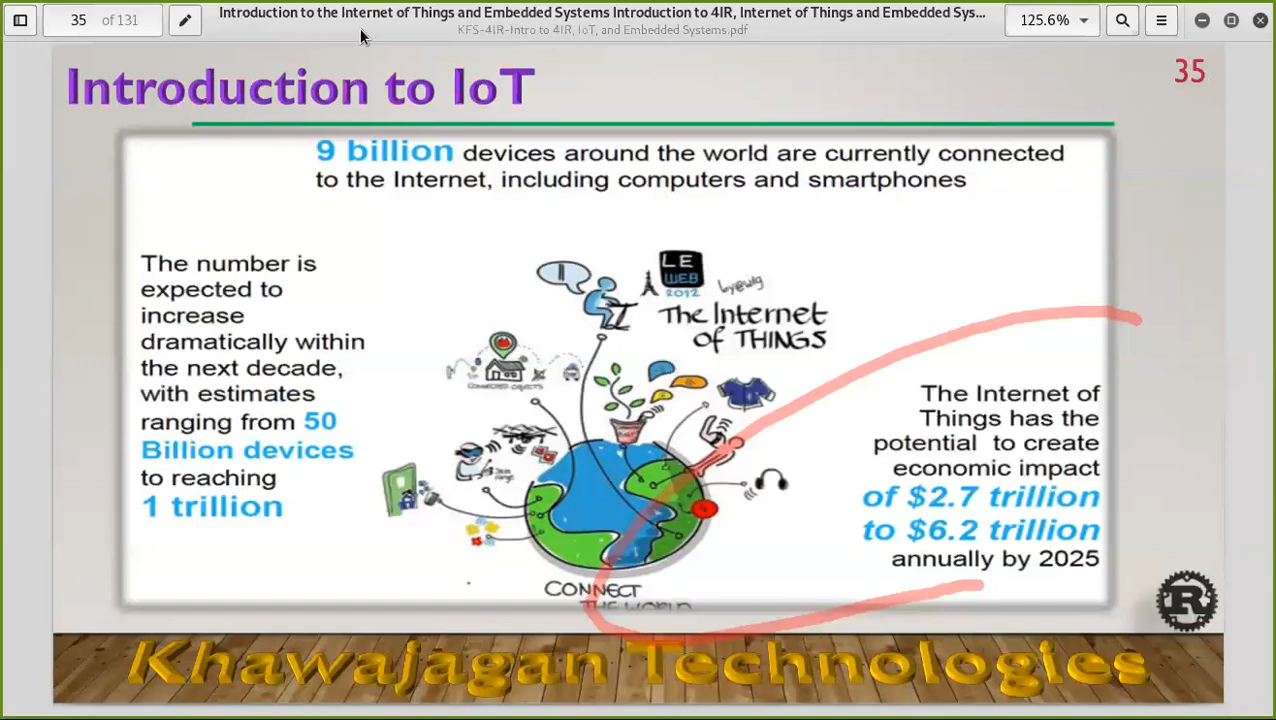 35 of 131
Introduction to the Internet of Things and Embedded Systems Introduction to 4IR, Internet of Things and Embedded Sys...
KFS-4IR-Intro to 4IR, IoT, and Embedded Systems.pdf
125.6%
Introduction to IoT
35
9 billion devices around the world are currently connected
to the Internet, including computers and smartphones
The number is
expected to
increase
dramatically within
the next decade,
with estimates
ranging from 50
Billion devices
to reaching
1 trillion
LE
WEB
2012
The Internet
of THINGS
CONNECTED OBJECTS
The Internet of
Things has the
potential to create
economic impact
of $2.7 trillion
to $6.2 trillion
annually by 2025
CONNECT
THE WORLD
R
Khawajagan Technologies